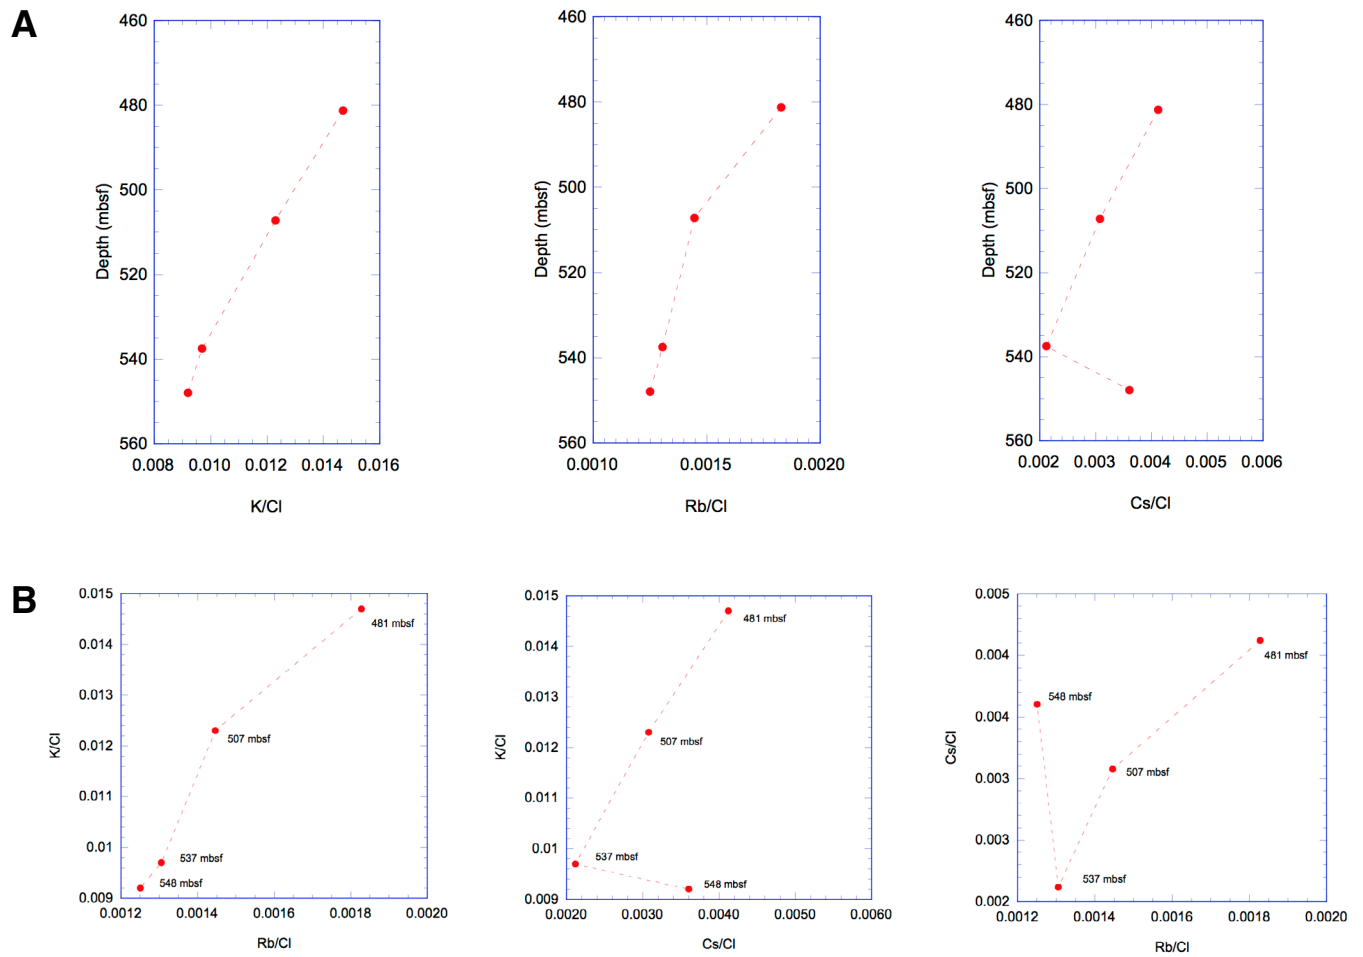 A
460
480
500
520
540
560
Depth (mbsf)
0.008 0.010 0.012 0.014 0.016
K/Cl
460
480
500
520
540
560
Depth (mbsf)
0.0010 0.0015 0.0020
Rb/Cl
460
480
500
520
540
560
Depth (mbsf)
0.002 0.003 0.004 0.005 0.006
Cs/Cl
B
0.015
0.014
0.013
0.012
0.011
0.01
0.009
K/Cl
481 mbsf
507 mbsf
537 mbsf
548 mbsf
0.0012 0.0014 0.0016 0.0018 0.0020
Rb/Cl
0.015
0.014
0.013
0.012
0.011
0.01
0.009
K/Cl
481 mbsf
507 mbsf
537 mbsf
548 mbsf
0.0020 0.0030 0.0040 0.0050 0.0060
Cs/Cl
0.005
0.004
0.004
0.003
0.003
0.002
Cs/Cl
481 mbsf
548 mbsf
507 mbsf
537 mbsf
0.0012 0.0014 0.0016 0.0018 0.0020
Rb/Cl